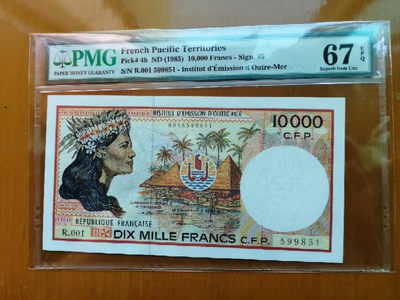 PMG
PAPER MONEY GUARANTY
French Pacific Territories
Pick# 4b ND (1985) 10,000 Francs - Sign. #5
S/N R.001 599851 - Institut d'Émission d'Outre-Mer
67 EPQ
Superb Gem Unc
INSTITUT D'ÉMISSION D'OUTRE-MER
10000
C.F.P.
RÉPUBLIQUE FRANÇAISE
R.001
DIX MILLE FRANCS C.F.P.
599851